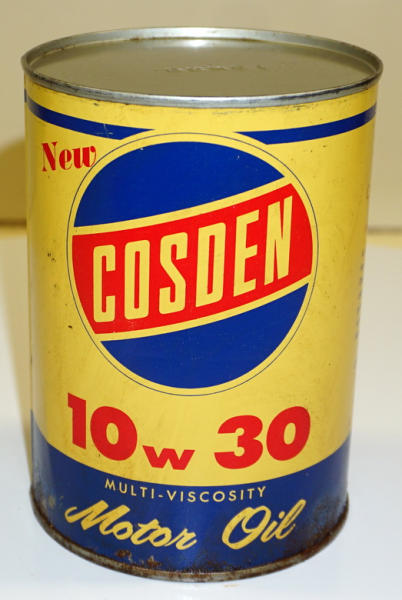 New
COSDEN
10w 30
MULTI-VISCOSITY
Motor Oil